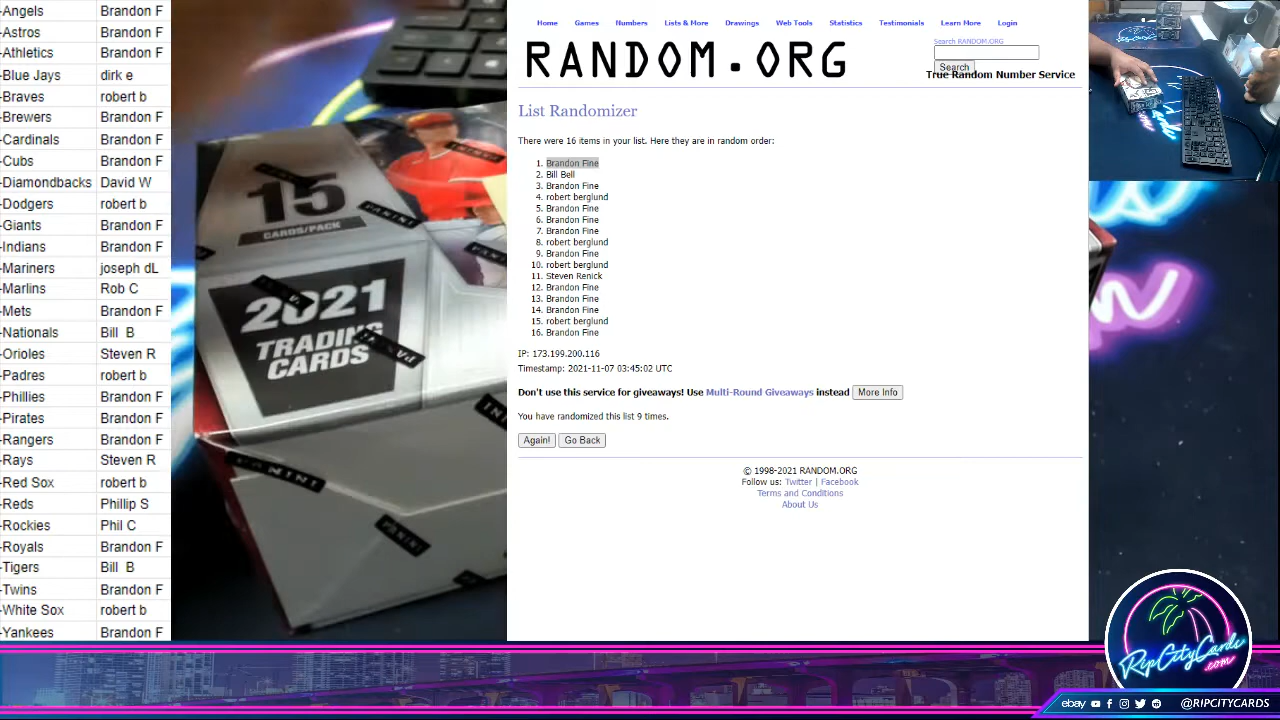 -Angels Brandon F
-Astros Brandon F
-Athletics Brandon F
-Blue Jays dirk e
-Braves robert b
-Brewers Brandon F
-Cardinals Brandon F
-Cubs Brandon F
-Diamondbacks David W
-Dodgers robert b
-Giants Brandon F
-Indians Brandon F
-Mariners joseph dL
-Marlins Rob C
-Mets Brandon F
-Nationals Bill B
-Orioles Steven R
-Padres robert b
-Phillies Brandon F
-Pirates Brandon F
-Rangers Brandon F
-Rays Steven R
-Red Sox robert b
-Reds Phillip S
-Rockies Phil C
-Royals Brandon F
-Tigers Bill B
-Twins Brandon F
-White Sox robert b
-Yankees Brandon F
15
CARDS/PACK
2021
TRADING
CARDS
PANINI
PANINI
PANINI
Home Games Numbers Lists & More Drawings Web Tools Statistics Testimonials Learn More Login
RANDOM.ORG
Search RANDOM.ORG
Search
True Random Number Service
List Randomizer
There were 16 items in your list. Here they are in random order:
1. Brandon Fine
2. Bill Bell
3. Brandon Fine
4. robert berglund
5. Brandon Fine
6. Brandon Fine
7. Brandon Fine
8. robert berglund
9. Brandon Fine
10. robert berglund
11. Steven Renick
12. Brandon Fine
13. Brandon Fine
14. Brandon Fine
15. robert berglund
16. Brandon Fine
IP: 173.199.200.116
Timestamp: 2021-11-07 03:45:02 UTC
Don't use this service for giveaways! Use Multi-Round Giveaways instead More Info
You have randomized this list 9 times.
Again! Go Back
© 1998-2021 RANDOM.ORG
Follow us: Twitter | Facebook
Terms and Conditions
About Us
RipCityCards
.com
ebay @RIPCITYCARDS